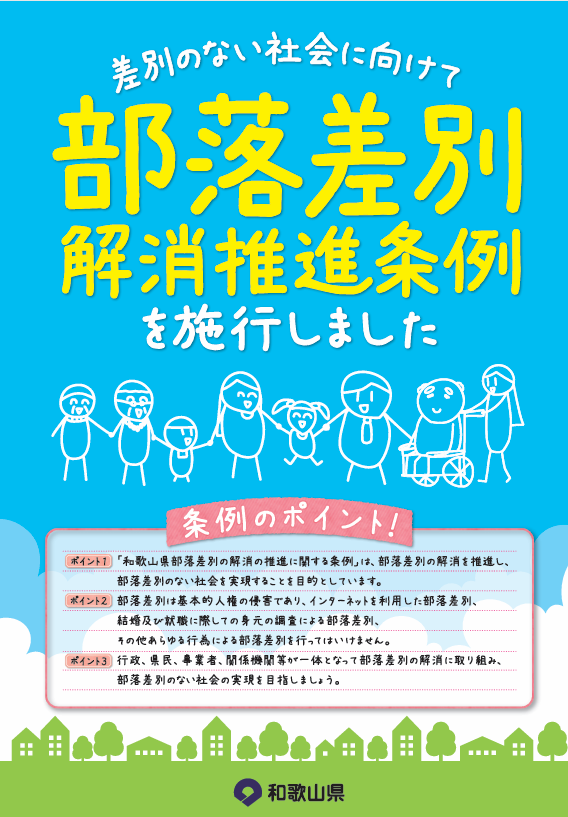 差別のない社会に向けて
部落差別
解消推進条例
を施行しました
条例のポイント!
ポイント1 「和歌山県部落差別の解消の推進に関する条例」は、部落差別の解消を推進し、
部落差別のない社会を実現することを目的としています。
ポイント2 部落差別は基本的人権の侵害であり、インターネットを利用した部落差別、
結婚及び就職に際しての身元の調査による部落差別、
その他あらゆる行為による部落差別を行ってはいけません。
ポイント3 行政、県民、事業者、関係機関等が一体となって部落差別の解消に取り組み、
部落差別のない社会の実現を目指しましょう。
和歌山県